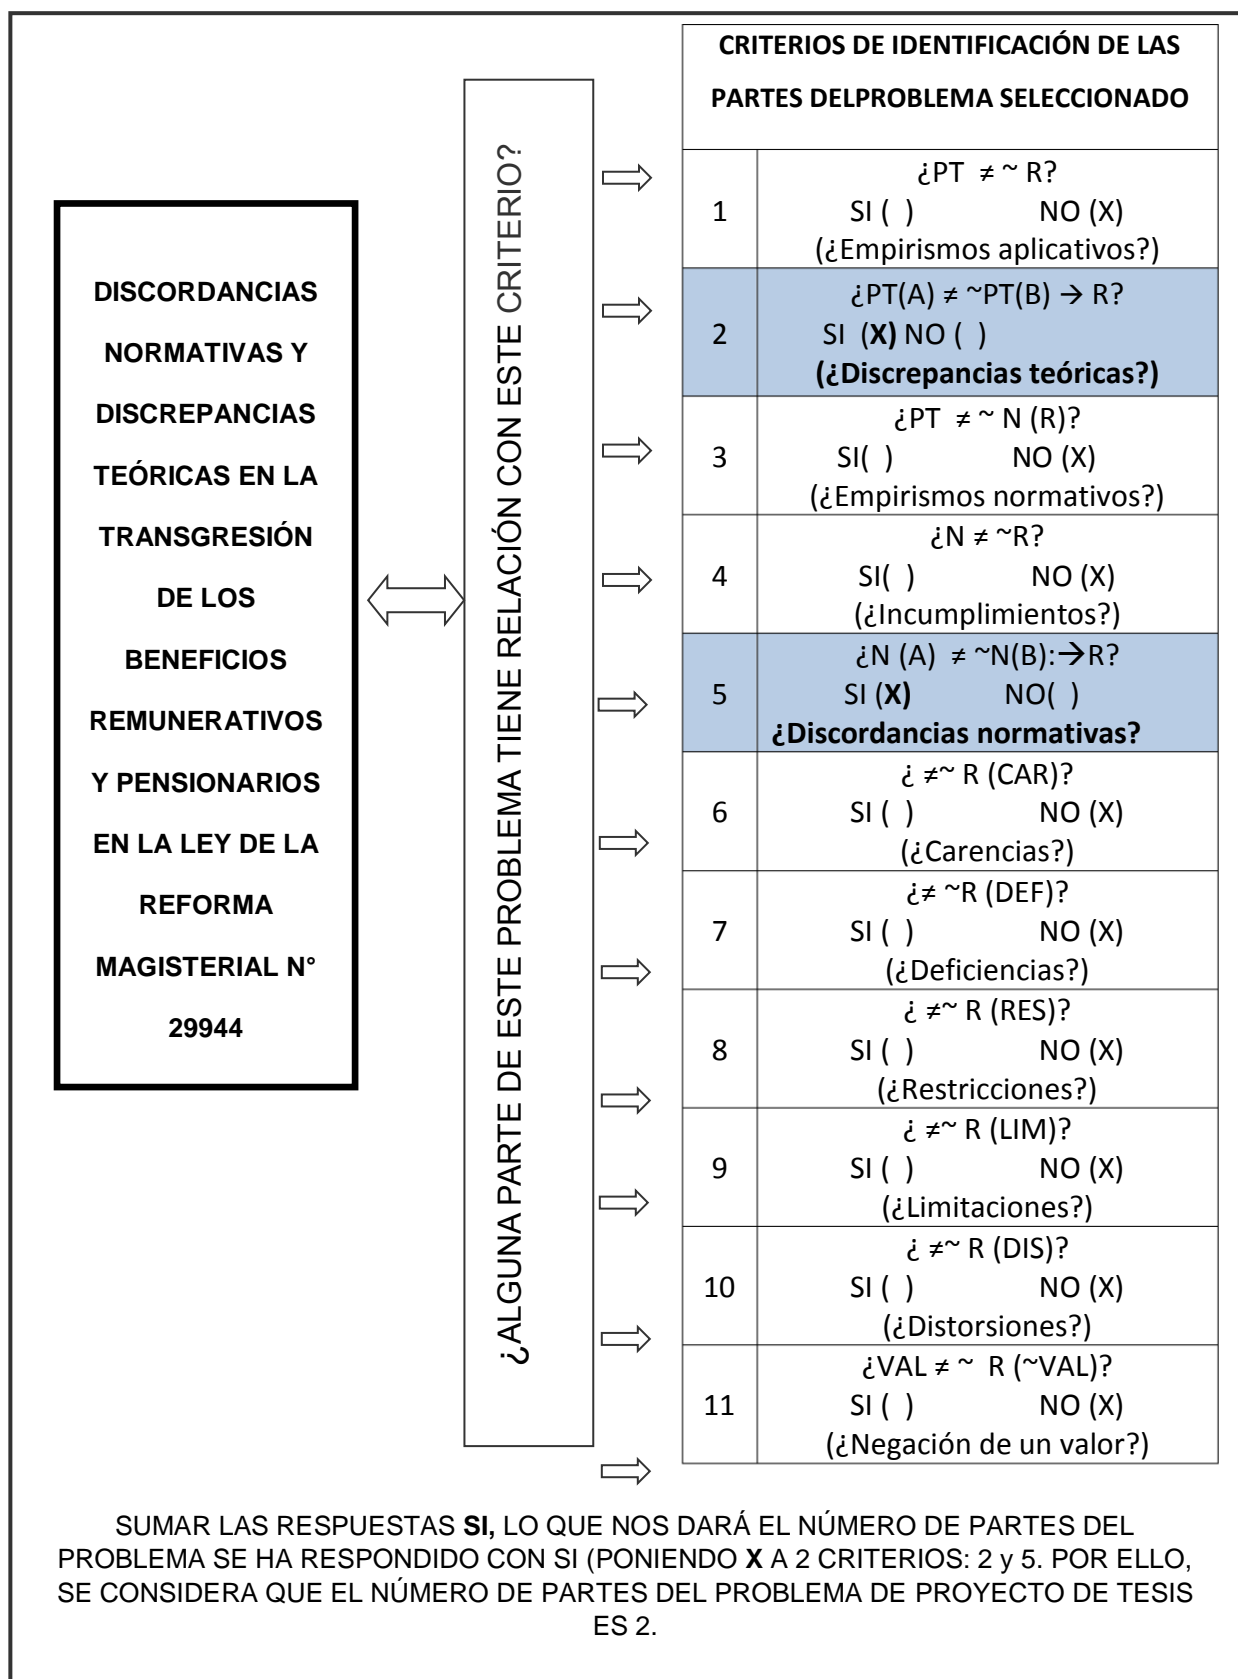 DISCORDANCIAS
NORMATIVAS Y
DISCREPANCIAS
TEÓRICAS EN LA
TRANSGRESIÓN
DE LOS
BENEFICIOS
REMUNERATIVOS
Y PENSIONARIOS
EN LA LEY DE LA
REFORMA
MAGISTERIAL N°
29944
¿ALGUNA PARTE DE ESTE PROBLEMA TIENE RELACIÓN CON ESTE CRITERIO?
CRITERIOS DE IDENTIFICACIÓN DE LAS
PARTES DELPROBLEMA SELECCIONADO
1
¿PT ≠ ~ R?
SI ( ) NO (X)
(¿Empirismos aplicativos?)
2
¿PT(A) ≠ ~PT(B) → R?
SI (X) NO ( )
(¿Discrepancias teóricas?)
3
¿PT ≠ ~ N (R)?
SI( ) NO (X)
(¿Empirismos normativos?)
4
¿N ≠ ~R?
SI( ) NO (X)
(¿Incumplimientos?)
5
¿N (A) ≠ ~N(B):→R?
SI (X) NO( )
¿Discordancias normativas?
6
¿ ≠~ R (CAR)?
SI ( ) NO (X)
(¿Carencias?)
7
¿≠ ~R (DEF)?
SI ( ) NO (X)
(¿Deficiencias?)
8
¿ ≠~ R (RES)?
SI ( ) NO (X)
(¿Restricciones?)
9
¿ ≠~ R (LIM)?
SI ( ) NO (X)
(¿Limitaciones?)
10
¿ ≠~ R (DIS)?
SI ( ) NO (X)
(¿Distorsiones?)
11
¿VAL ≠ ~ R (~VAL)?
SI ( ) NO (X)
(¿Negación de un valor?)
SUMAR LAS RESPUESTAS SI, LO QUE NOS DARÁ EL NÚMERO DE PARTES DEL
PROBLEMA SE HA RESPONDIDO CON SI (PONIENDO X A 2 CRITERIOS: 2 y 5. POR ELLO,
SE CONSIDERA QUE EL NÚMERO DE PARTES DEL PROBLEMA DE PROYECTO DE TESIS
ES 2.